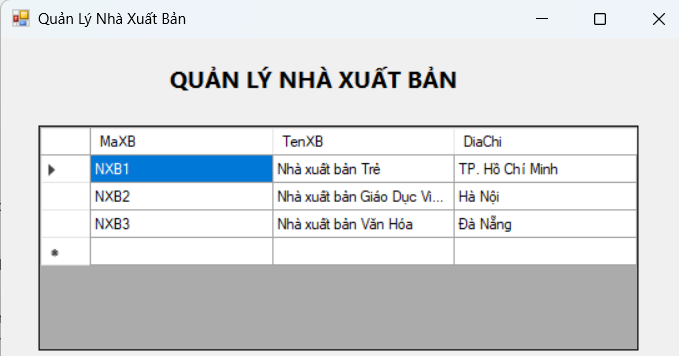 Quản Lý Nhà Xuất Bản
QUẢN LÝ NHÀ XUẤT BẢN
MaXB TenXB DiaChi
NXB1 Nhà xuất bản Trẻ TP. Hồ Chí Minh
NXB2 Nhà xuất bản Giáo Dục Vi... Hà Nội
NXB3 Nhà xuất bản Văn Hóa Đà Nẵng